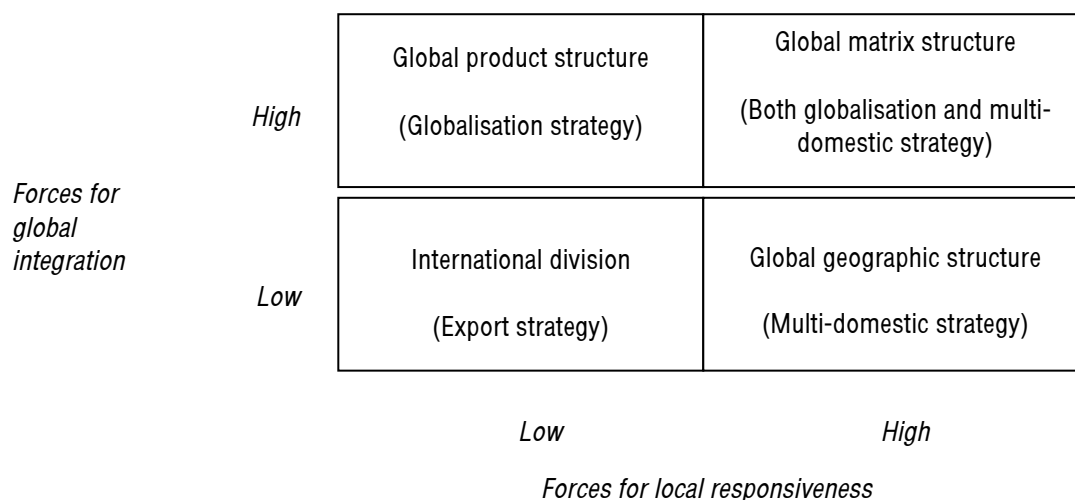 Global product structure
(Globalisation strategy)
Global matrix structure
(Both globalisation and multi-
domestic strategy)
High
Forces for
global
integration
International division
(Export strategy)
Global geographic structure
(Multi-domestic strategy)
Low
Low
High
Forces for local responsiveness